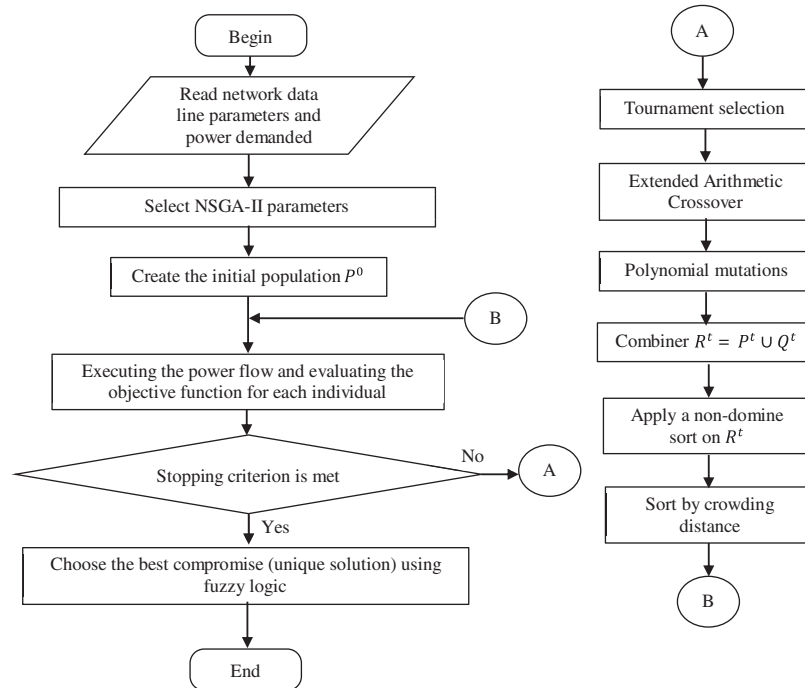 Begin
Read network data
line parameters and
power demanded
Select NSGA-II parameters
Create the initial population P⁰
B
Executing the power flow and evaluating the
objective function for each individual
Stopping criterion is met
No
A
Yes
Choose the best compromise (unique solution) using
fuzzy logic
End
A
Tournament selection
Extended Arithmetic
Crossover
Polynomial mutations
Combiner Rᵗ = Pᵗ ∪ Qᵗ
Apply a non-domine
sort on Rᵗ
Sort by crowding
distance
B